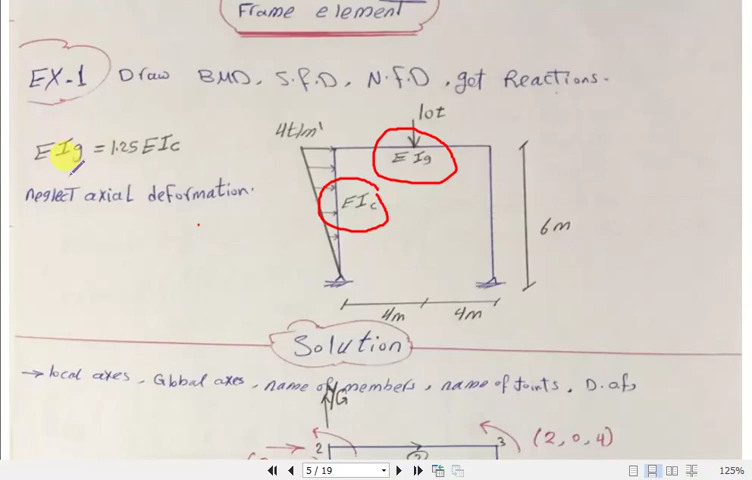 Frame element
EX-1 Draw BMD, S.F.D, N.F.D, get Reactions.
10t
4t/m'
EIg = 1.25 EIc
EIg
neglect axial deformation.
EIc
6m
4m 4m
Solution
→ local axes, Global axes, name of members, name of Joints, D.o.f,
YG
2 3 (2,0,4)
2
5 / 19
125%